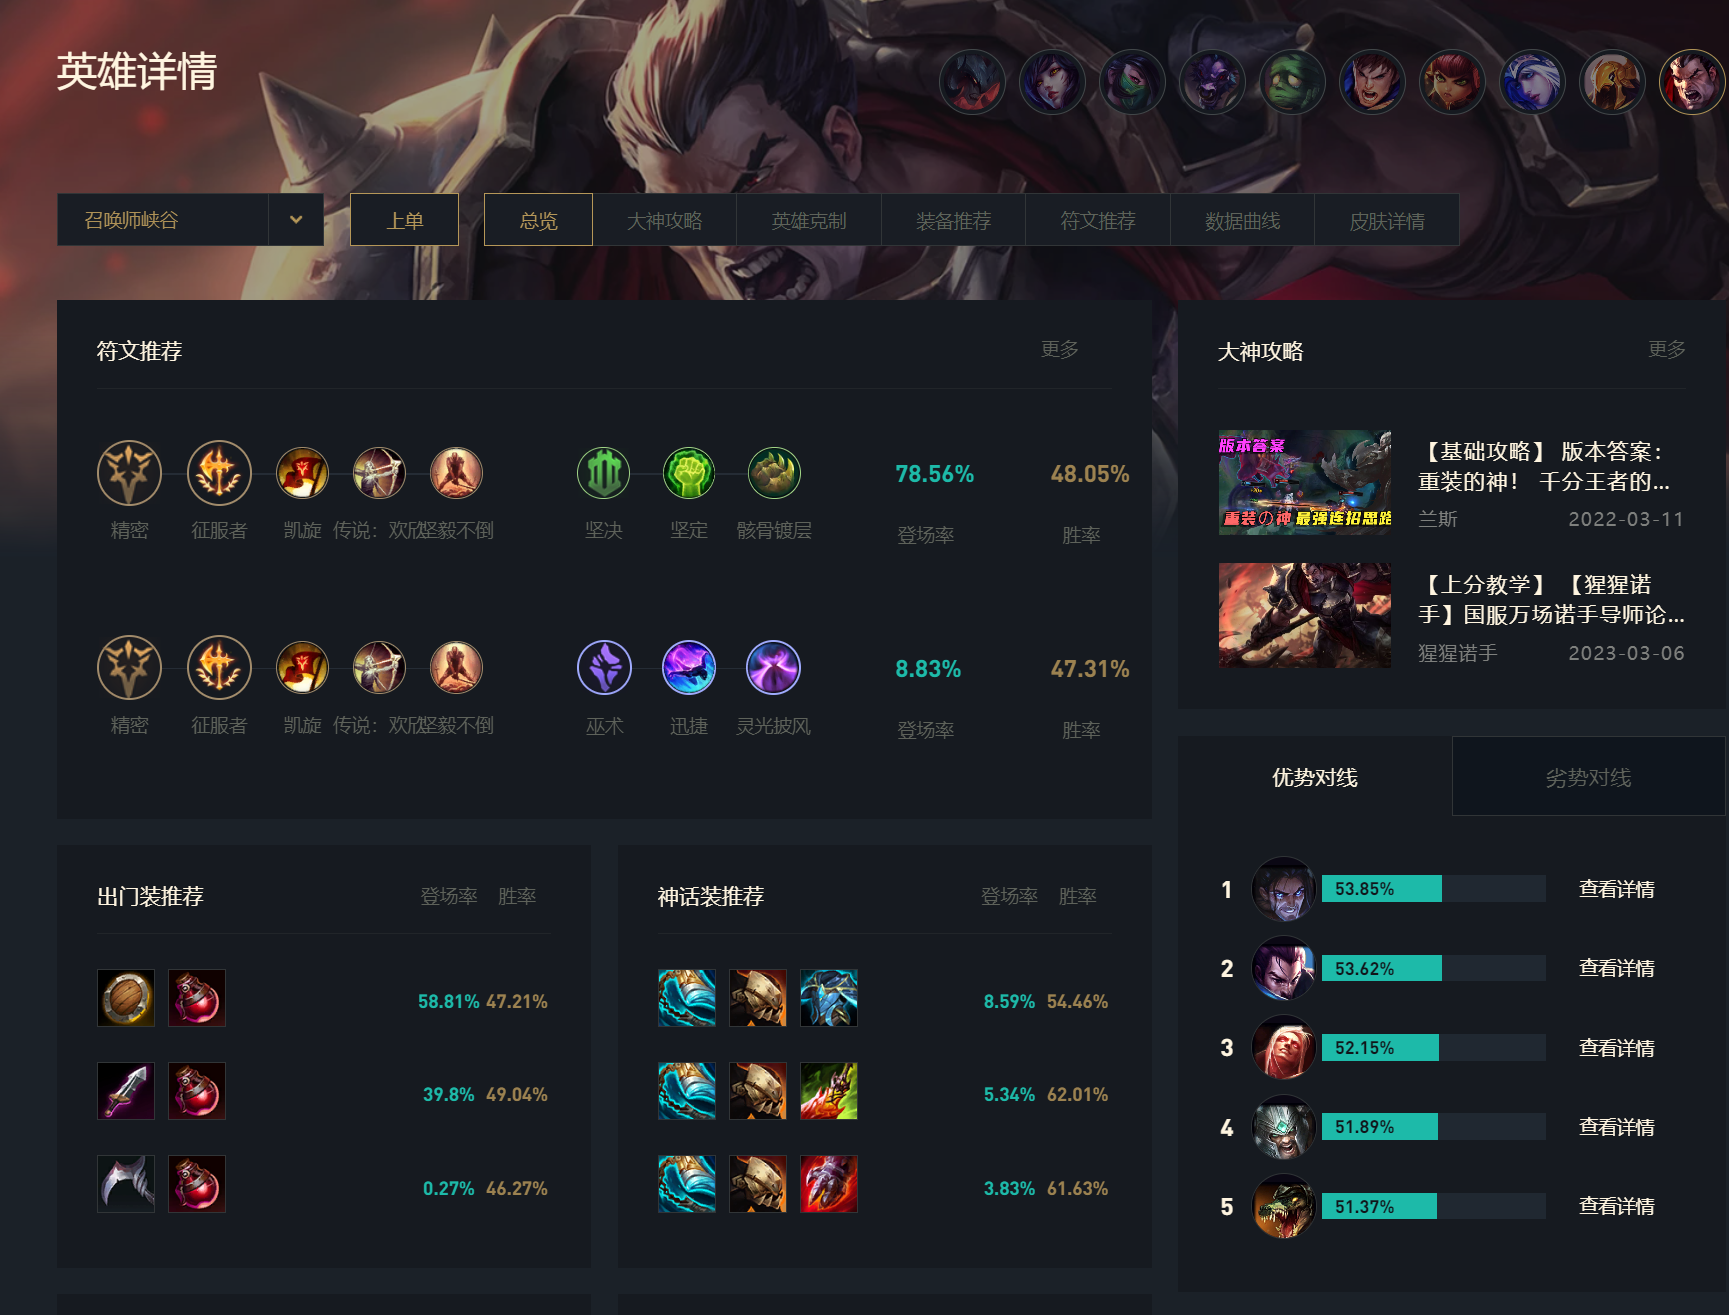 英雄详情
召唤师峡谷
上单
总览
大神攻略
英雄克制
装备推荐
符文推荐
数据曲线
皮肤详情
符文推荐
更多
精密
征服者
凯旋
传说：欢欣
坚毅不倒
坚决
坚定
骸骨镀层
78.56%
登场率
48.05%
胜率
精密
征服者
凯旋
传说：欢欣
坚毅不倒
巫术
迅捷
灵光披风
8.83%
登场率
47.31%
胜率
出门装推荐
登场率
胜率
58.81% 47.21%
39.8% 49.04%
0.27% 46.27%
神话装推荐
登场率
胜率
8.59% 54.46%
5.34% 62.01%
3.83% 61.63%
大神攻略
更多
版本答案
重装の神 最强连招思路
【基础攻略】 版本答案：
重装的神！ 千分王者的...
兰斯
2022-03-11
【上分教学】 【猩猩诺
手】国服万场诺手导师论...
猩猩诺手
2023-03-06
优势对线
劣势对线
1 53.85% 查看详情
2 53.62% 查看详情
3 52.15% 查看详情
4 51.89% 查看详情
5 51.37% 查看详情